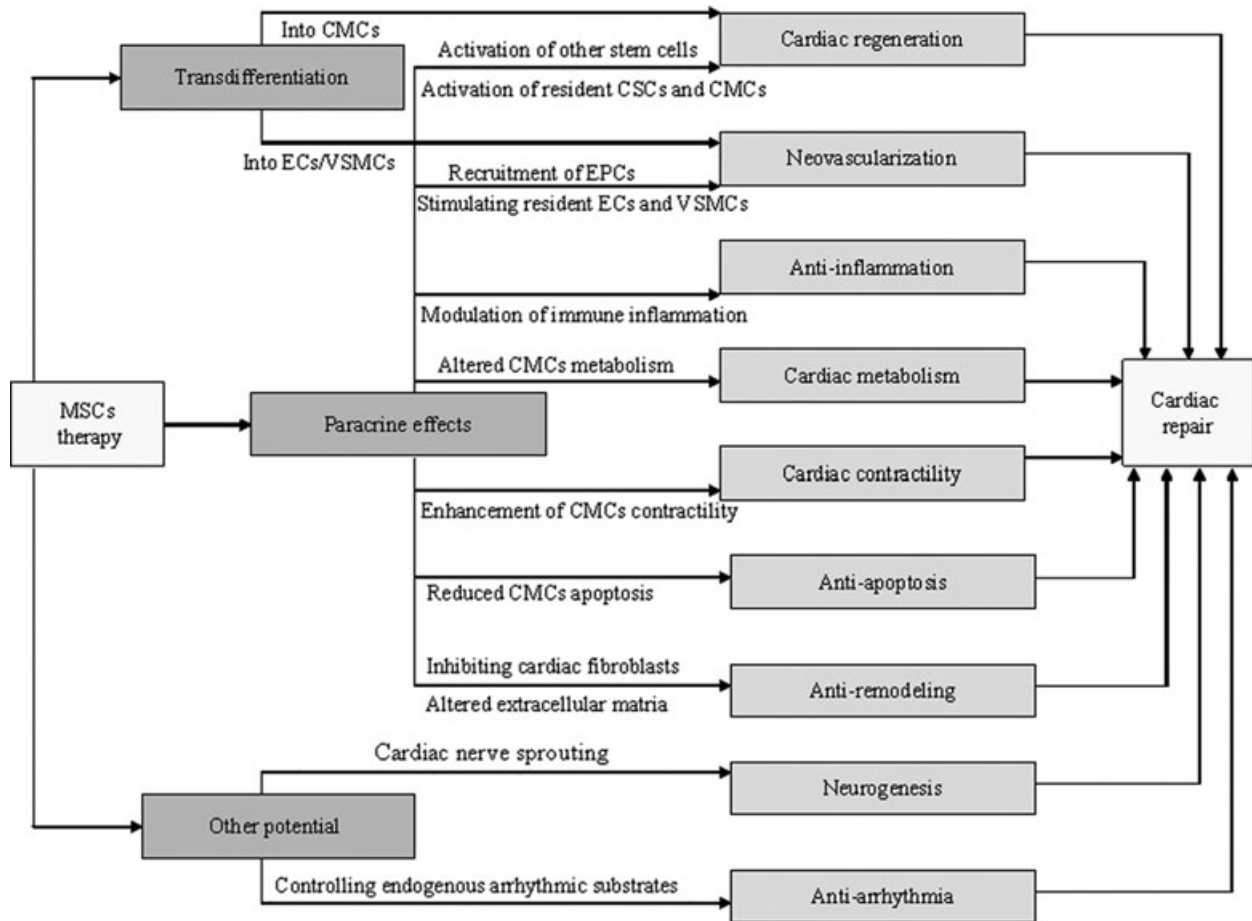 Into CMCs
Cardiac regeneration
Activation of other stem cells
Transdifferentiation
Activation of resident CSCs and CMCs
Into ECs/VSMCs
Neovascularization
Recruitment of EPCs
Stimulating resident ECs and VSMCs
Anti-inflammation
Modulation of immune inflammation
Altered CMCs metabolism
Cardiac metabolism
MSCs
therapy
Paracrine effects
Cardiac
repair
Cardiac contractility
Enhancement of CMCs contractility
Anti-apoptosis
Reduced CMCs apoptosis
Inhibiting cardiac fibroblasts
Anti-remodeling
Altered extracellular matria
Cardiac nerve sprouting
Neurogenesis
Other potential
Controlling endogenous arrhythmic substrates
Anti-arrhythmia